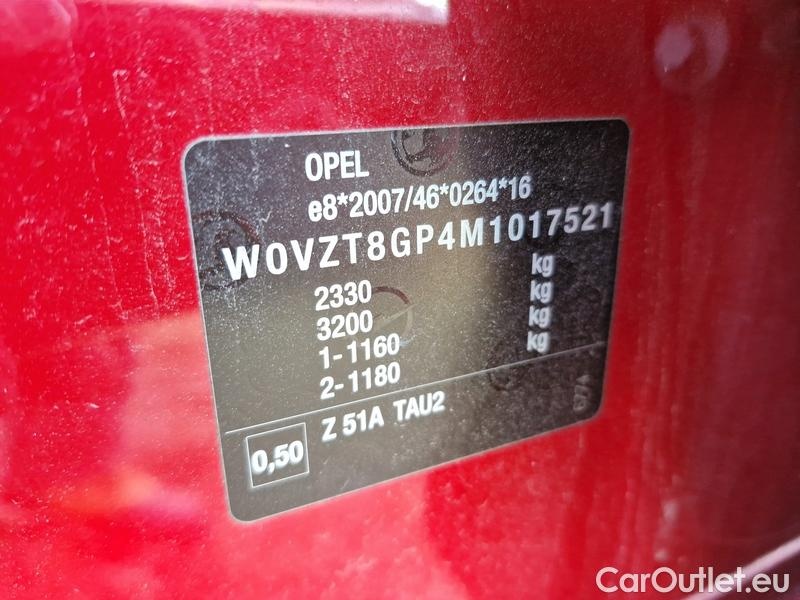 OPEL
e8*2007/46*0264*16
W0VZT8GP4M1017521
2330 kg
3200 kg
1-1160 kg
2-1180 kg
Z 51A TAU2
0,50
CarOutlet.eu